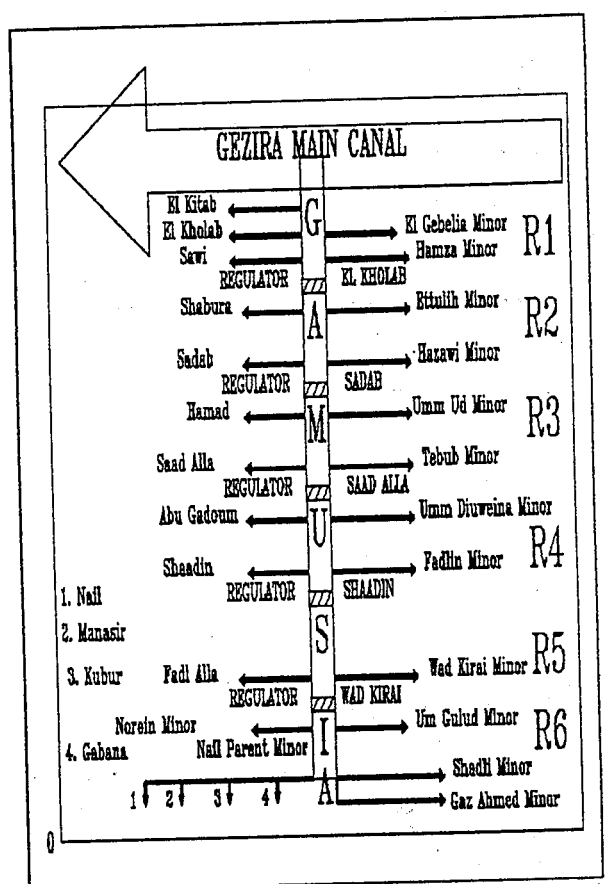 GEZIRA MAIN CANAL
El Kitab
G
El Kholab
El Gebelia Minor
R1
Sawi
Hamza Minor
REGULATOR
EL KHOLAB
Shabura
A
Ettulih Minor
R2
Sadab
Hazawi Minor
REGULATOR
SADAB
Hamad
M
Umm Ud Minor
R3
Saad Alla
Tebub Minor
REGULATOR
SAAD ALLA
Abu Gadoum
U
Umm Diuweina Minor
R4
Shaadin
Fadlin Minor
REGULATOR
SHAADIN
1. Nail
2. Manasir
S
3. Kubur
Fadl Alla
Wad Kirai Minor
R5
REGULATOR
WAD KIRAI
Norein Minor
Um Gulud Minor
R6
4. Gabana
Nail Parent Minor
I
Shadli Minor
1
2
3
4
A
Gaz Ahmed Minor
0